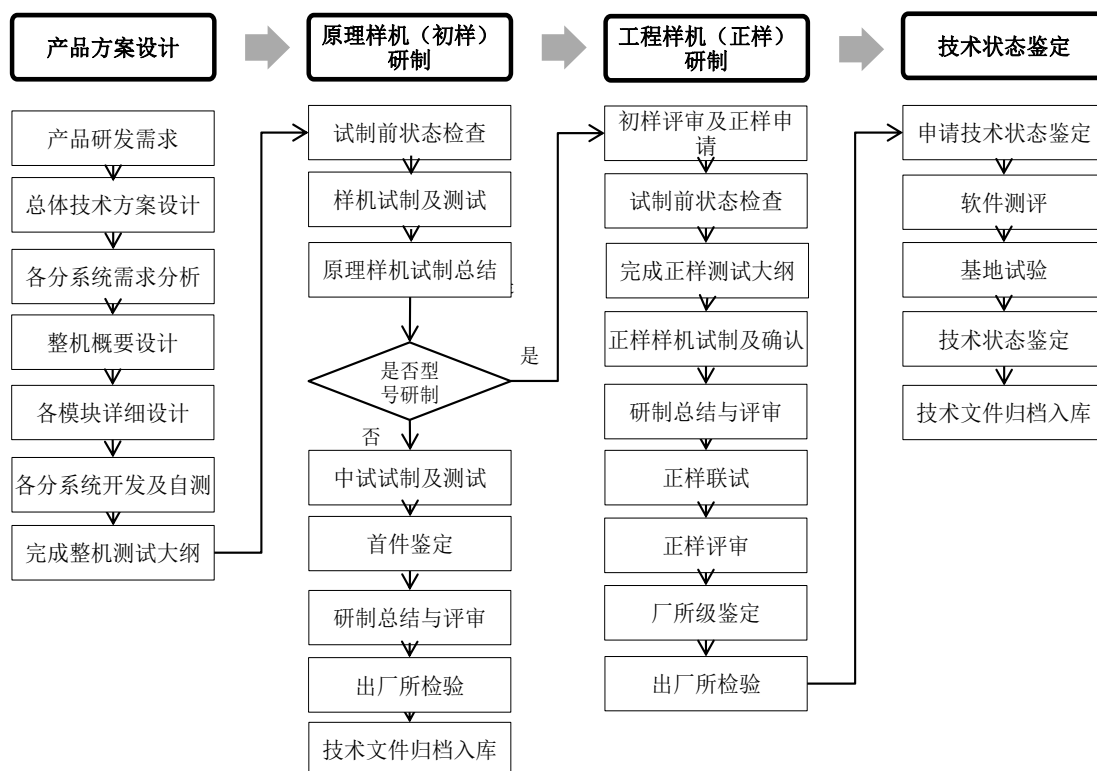 产品方案设计
原理样机（初样）
研制
工程样机（正样）
研制
技术状态鉴定
产品研发需求
总体技术方案设计
各分系统需求分析
整机概要设计
各模块详细设计
各分系统开发及自测
完成整机测试大纲
试制前状态检查
样机试制及测试
原理样机试制总结
是否型
号研制
是
否
中试试制及测试
首件鉴定
研制总结与评审
出厂所检验
技术文件归档入库
初样评审及正样申
请
试制前状态检查
完成正样测试大纲
正样样机试制及确认
研制总结与评审
正样联试
正样评审
厂所级鉴定
出厂所检验
申请技术状态鉴定
软件测评
基地试验
技术状态鉴定
技术文件归档入库